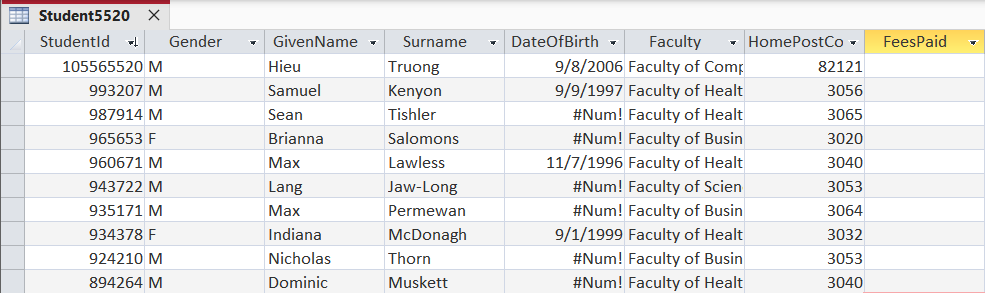 Student5520
StudentId Gender GivenName Surname DateOfBirth Faculty HomePostCo FeesPaid
105565520 M Hieu Truong 9/8/2006 Faculty of Comp 82121
993207 M Samuel Kenyon 9/9/1997 Faculty of Healt 3056
987914 M Sean Tishler #Num! Faculty of Healt 3065
965653 F Brianna Salomons #Num! Faculty of Busin 3020
960671 M Max Lawless 11/7/1996 Faculty of Healt 3040
943722 M Lang Jaw-Long #Num! Faculty of Scien 3053
935171 M Max Permewan #Num! Faculty of Busin 3064
934378 F Indiana McDonagh 9/1/1999 Faculty of Healt 3032
924210 M Nicholas Thorn #Num! Faculty of Busin 3053
894264 M Dominic Muskett #Num! Faculty of Healt 3040